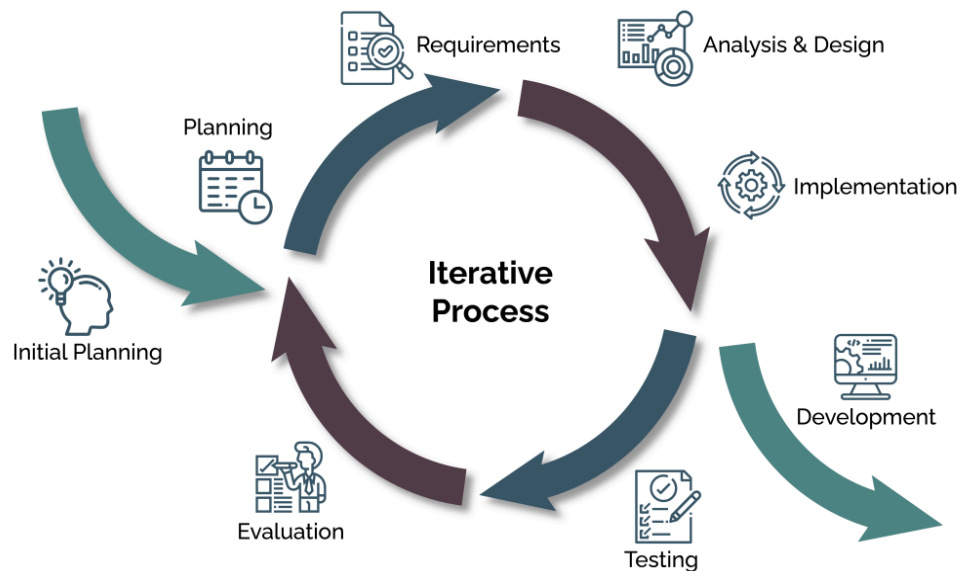 Requirements
Analysis & Design
Planning
Implementation
Iterative
Process
Initial Planning
Development
Evaluation
Testing